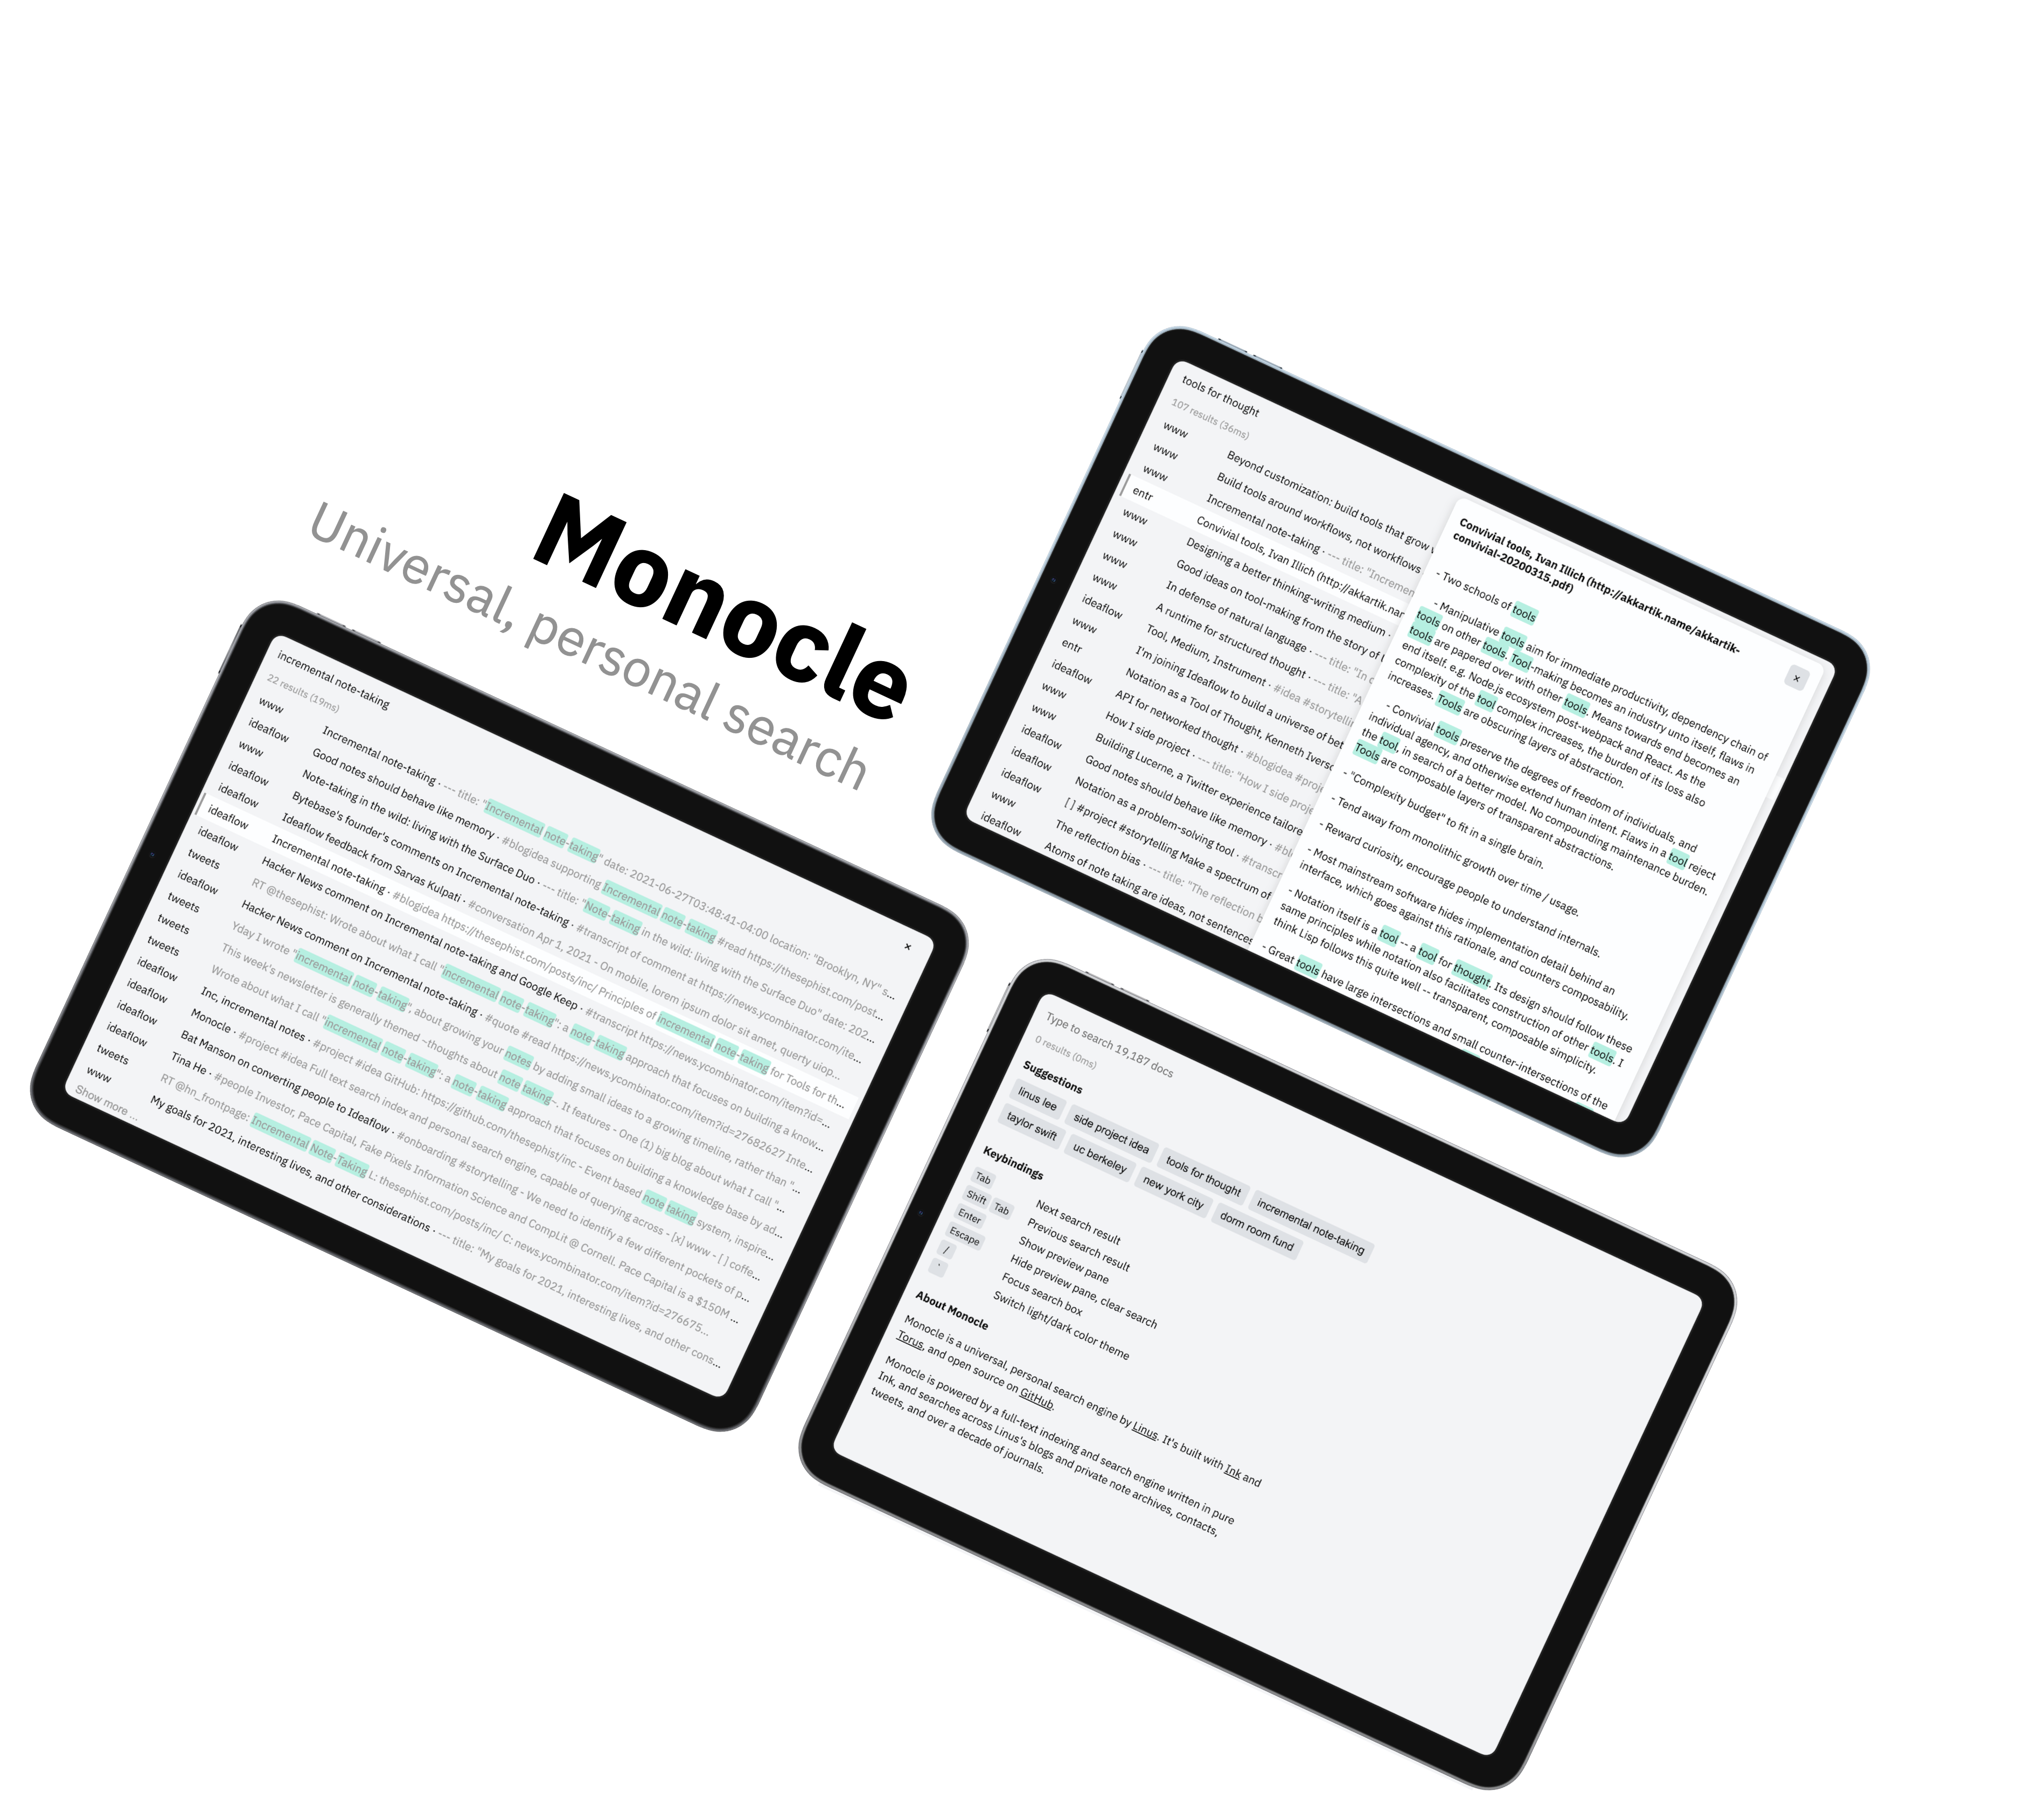 Monocle
Universal, personal search
incremental note-taking
22 results (19ms)
×
www Incremental note-taking · --- title: "Incremental note-taking" date: 2021-06-27T03:48:41-04:00 location: "Brooklyn, NY" s...
ideaflow Good notes should behave like memory · #blogidea supporting Incremental note-taking #read https://thesephist.com/post...
www Note-taking in the wild: living with the Surface Duo · --- title: "Note-taking in the wild: living with the Surface Duo" date: 202...
ideaflow Bytebase's founder's comments on Incremental note-taking · #transcript of comment at https://news.ycombinator.com/ite...
ideaflow Ideaflow feedback from Sarvas Kulpati · #conversation Apr 1, 2021 - On mobile, lorem ipsum dolor sit amet, querty uiop...
ideaflow Incremental note-taking · #blogidea https://thesephist.com/posts/inc/ Principles of incremental note-taking for Tools for th...
ideaflow Hacker News comment on Incremental note-taking and Google Keep · #transcript https://news.ycombinator.com/item?id=...
tweets RT @thesephist: Wrote about what I call "incremental note-taking": a note-taking approach that focuses on building a know...
ideaflow Hacker News comment on Incremental note-taking · #quote #read https://news.ycombinator.com/item?id=27682627 Inte...
tweets Yday I wrote "incremental note-taking", about growing your notes by adding small ideas to a growing timeline, rather than "...
tweets This week's newsletter is generally themed ~thoughts about note taking~. It features - One (1) big blog about what I call "...
tweets Wrote about what I call "incremental note-taking": a note-taking approach that focuses on building a knowledge base by ad...
ideaflow Inc, incremental notes · #project #idea GitHub: https://github.com/thesephist/inc - Event based note taking system, inspire...
ideaflow Monocle · #project #idea Full text search index and personal search engine, capable of querying across - [x] www - [ ] coffe...
ideaflow Bat Manson on converting people to Ideaflow · #onboarding #storytelling - We need to identify a few different pockets of p...
ideaflow Tina He · #people Investor, Pace Capital, Fake Pixels Information Science and CompLit @ Cornell. Pace Capital is a $150M ...
tweets RT @hn_frontpage: Incremental Note-Taking L: thesephist.com/posts/inc/ C: news.ycombinator.com/item?id=276675...
www My goals for 2021, interesting lives, and other considerations · --- title: "My goals for 2021, interesting lives, and other cons...
Show more ...
tools for thought
107 results (36ms)
www Beyond customization: build tools that grow
www Build tools around workflows, not workflows
www Incremental note-taking · --- title: "Incremen
entr Convivial tools, Ivan Illich (http://akkartik.nar
www Designing a better thinking-writing medium ·
www Good ideas on tool-making from the story of
www In defense of natural language · --- title: "In
www A runtime for structured thought · --- title: "A
ideaflow Tool, Medium, Instrument · #idea #storytelli
www I'm joining Ideaflow to build a universe of bet
entr Notation as a Tool of Thought, Kenneth Iverso
ideaflow API for networked thought · #blogidea #proj
www How I side project · --- title: "How I side proj
www Building Lucerne, a Twitter experience tailore
ideaflow Good notes should behave like memory · #bl
ideaflow Notation as a problem-solving tool · #transc
ideaflow [ ] #project #storytelling Make a spectrum of
www The reflection bias · --- title: "The reflection b
ideaflow Atoms of note taking are ideas, not sentences
Convivial tools, Ivan Illich (http://akkartik.name/akkartik-
convivial-20200315.pdf)
×
- Two schools of tools
- Manipulative tools aim for immediate productivity, dependency chain of
tools on other tools. Tool-making becomes an industry unto itself, flaws in
tools are papered over with other tools. Means towards end becomes an
end itself. e.g. Node.js ecosystem post-webpack and React. As the
complexity of the tool complex increases, the burden of its loss also
increases. Tools are obscuring layers of abstraction.
- Convivial tools preserve the degrees of freedom of individuals, and
individual agency, and otherwise extend human intent. Flaws in a tool reject
the tool, in search of a better model. No compounding maintenance burden.
Tools are composable layers of transparent abstractions.
- "Complexity budget" to fit in a single brain.
- Tend away from monolithic growth over time / usage.
- Reward curiosity, encourage people to understand internals.
- Most mainstream software hides implementation detail behind an
interface, which goes against this rationale, and counters composability.
- Notation itself is a tool -- a tool for thought. Its design should follow these
same principles while notation also facilitates construction of other tools. I
think Lisp follows this quite well -- transparent, composable simplicity.
- Great tools have large intersections and small counter-intersections of the
Type to search 19,187 docs
0 results (0ms)
Suggestions
linus lee side project idea tools for thought incremental note-taking
taylor swift uc berkeley new york city dorm room fund
Keybindings
Tab Next search result
Shift Tab Previous search result
Enter Show preview pane
Escape Hide preview pane, clear search
/ Focus search box
` Switch light/dark color theme
About Monocle
Monocle is a universal, personal search engine by Linus. It's built with Ink and
Torus, and open source on GitHub.
Monocle is powered by a full-text indexing and search engine written in pure
Ink, and searches across Linus's blogs and private note archives, contacts,
tweets, and over a decade of journals.